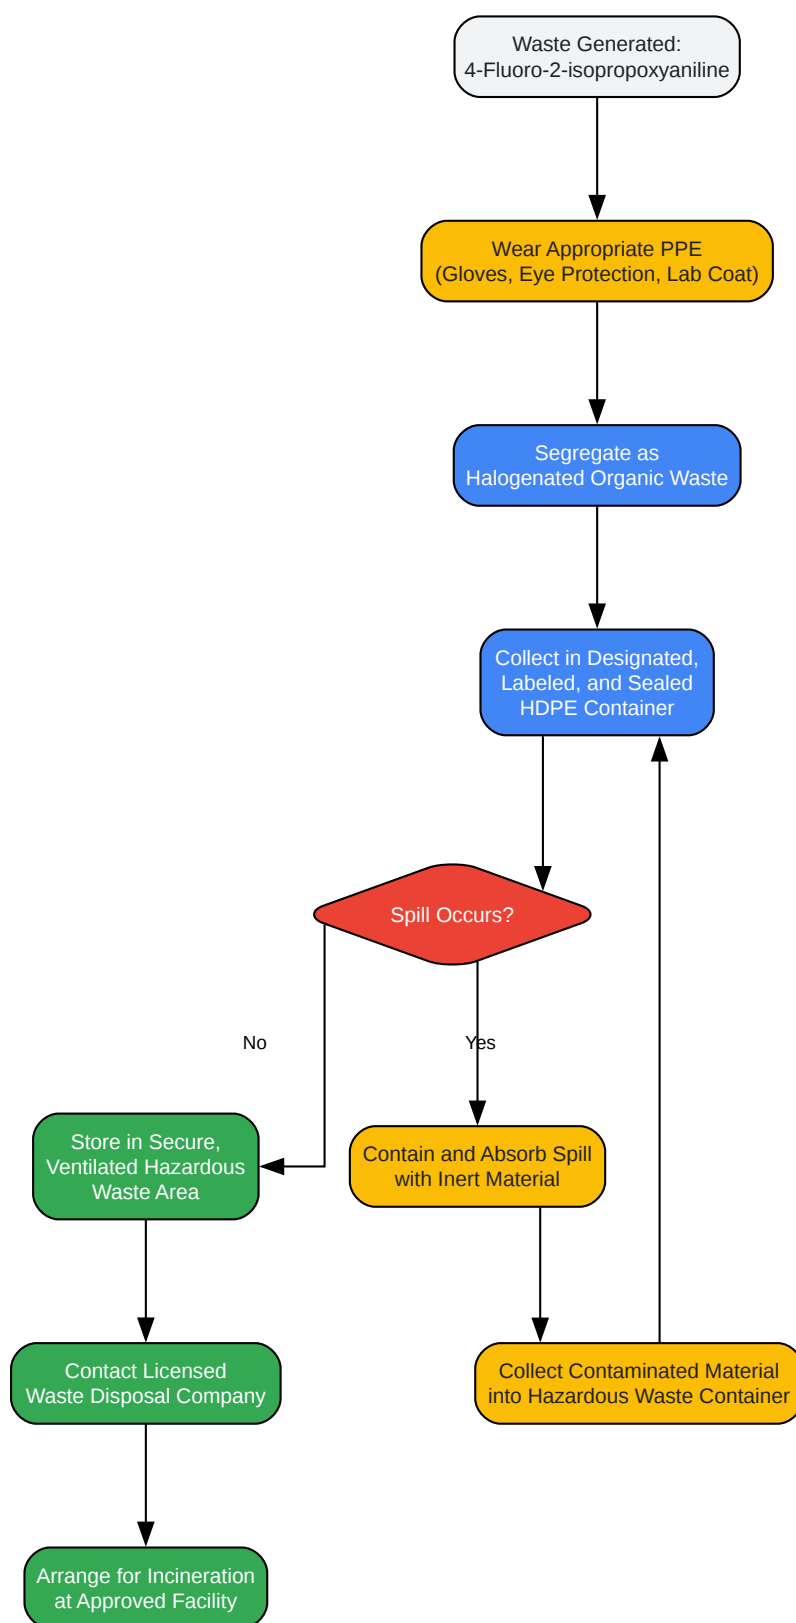 Waste Generated:
4-Fluoro-2-isopropoxyaniline
Wear Appropriate PPE
(Gloves, Eye Protection, Lab Coat)
Segregate as
Halogenated Organic Waste
Collect in Designated,
Labeled, and Sealed
HDPE Container
Spill Occurs?
No
Yes
Store in Secure,
Ventilated Hazardous
Waste Area
Contain and Absorb Spill
with Inert Material
Contact Licensed
Waste Disposal Company
Collect Contaminated Material
into Hazardous Waste Container
Arrange for Incineration
at Approved Facility